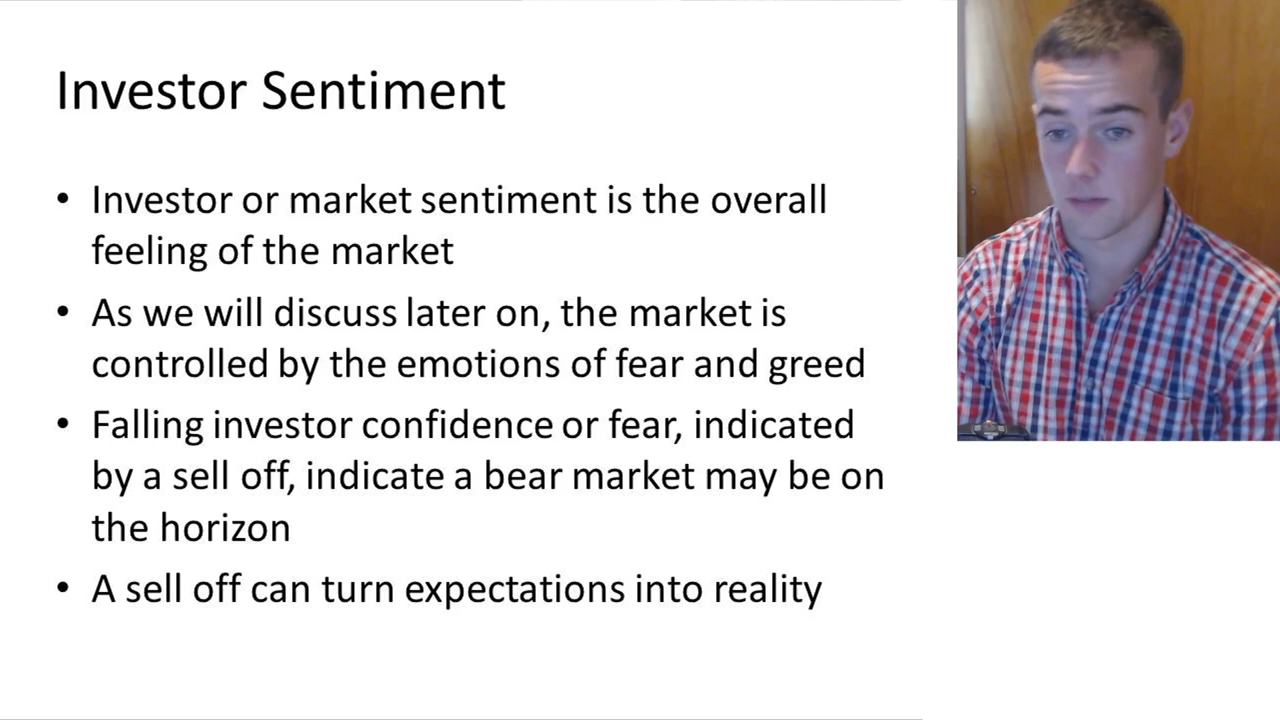 Investor Sentiment
• Investor or market sentiment is the overall
feeling of the market
• As we will discuss later on, the market is
controlled by the emotions of fear and greed
• Falling investor confidence or fear, indicated
by a sell off, indicate a bear market may be on
the horizon
• A sell off can turn expectations into reality